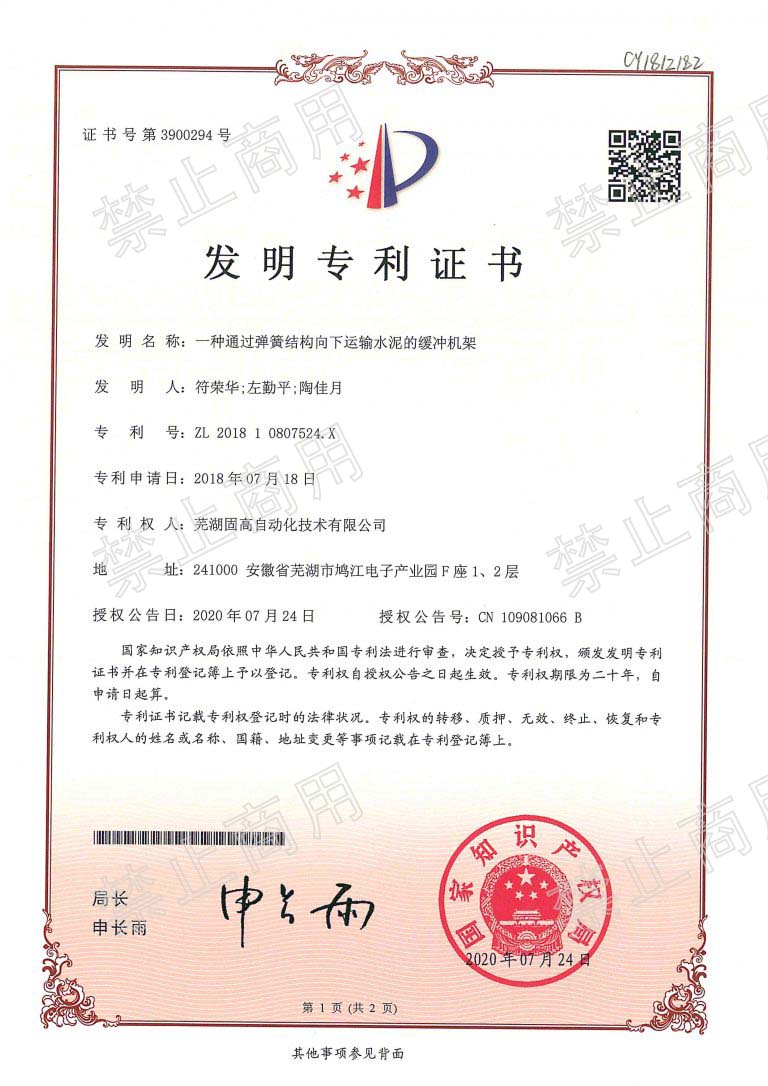 CY1812182
证书号第3900294号
发明专利证书
发明名称：一种通过弹簧结构向下运输水泥的缓冲机架
发明人：符荣华;左勤平;陶佳月
专利号：ZL 2018 1 0807524.X
专利申请日：2018年07月18日
专利权人：芜湖固高自动化技术有限公司
地址：241000 安徽省芜湖市鸠江电子产业园F座1、2层
授权公告日：2020年07月24日 授权公告号：CN 109081066 B
国家知识产权局依照中华人民共和国专利法进行审查，决定授予专利权，颁发发明专利
证书并在专利登记簿上予以登记。专利权自授权公告之日起生效。专利权期限为二十年，自
申请日起算。
专利证书记载专利权登记时的法律状况。专利权的转移、质押、无效、终止、恢复和专
利权人的姓名或名称、国籍、地址变更等事项记载在专利登记簿上。
局长
申长雨
申长雨
国家知识产权局
2020年07月24日
第1页(共2页)
其他事项参见背面
禁止商用
禁止商用
禁止商用
禁止商用
禁止商用
禁止商用